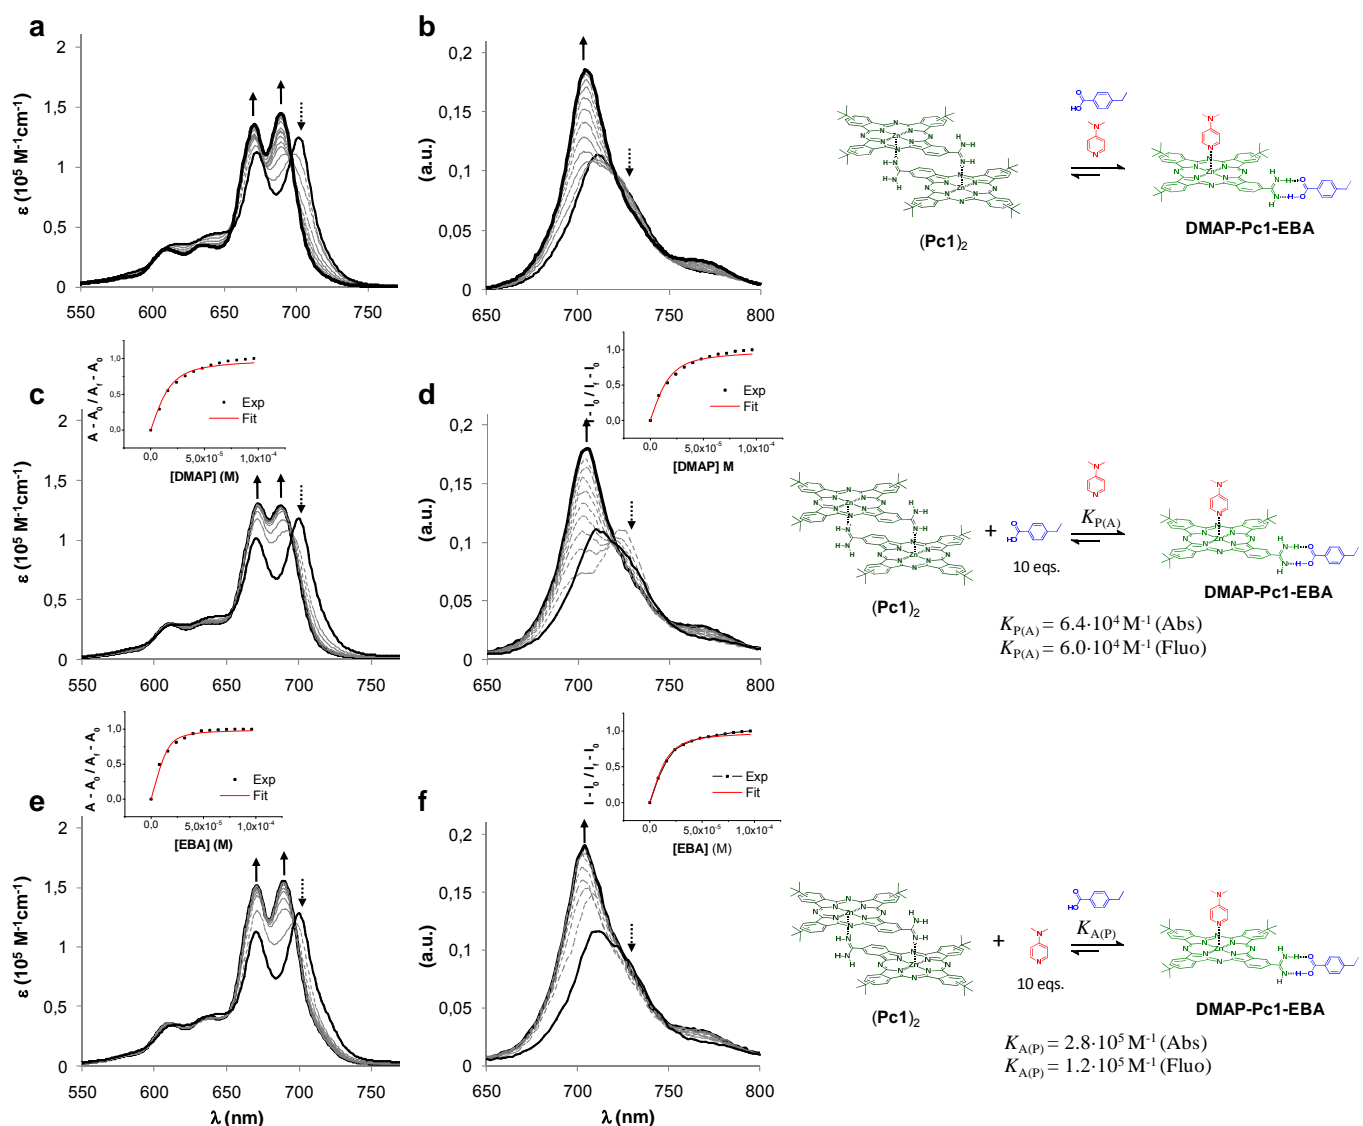 a
2
1,5
1
0,5
0
ε (10⁵ M⁻¹cm⁻¹)
550 600 650 700 750
b
0,2
0,15
0,1
0,05
0,0
(a.u.)
650 700 750 800
(Pc1)₂
DMAP-Pc1-EBA
c
2
1,5
1
0,5
0
ε (10⁵ M⁻¹cm⁻¹)
550 600 650 700 750
A - A₀ / A_f - A₀
1,0
0,5
0,0
Exp
Fit
0,0 5,0x10⁻⁵ 1,0x10⁻⁴
[DMAP] (M)
d
0,2
0,15
0,1
0,05
0
(a.u.)
650 700 750 800
I - I₀ / I_f - I₀
1,0
0,5
0,0
Exp
Fit
0,0 5,0x10⁻⁵ 1,0x10⁻⁴
[DMAP] M
(Pc1)₂
+
10 eqs.
K_P(A)
DMAP-Pc1-EBA
K_P(A) = 6.4·10⁴ M⁻¹ (Abs)
K_P(A) = 6.0·10⁴ M⁻¹ (Fluo)
e
2
1,5
1
0,5
0
ε (10⁵ M⁻¹cm⁻¹)
550 600 650 700 750
λ (nm)
A - A₀ / A_f - A₀
1,0
0,5
0,0
Exp
Fit
0,0 5,0x10⁻⁵ 1,0x10⁻⁴
[EBA] (M)
f
0,2
0,15
0,1
0,05
0
(a.u.)
650 700 750 800
λ (nm)
I - I₀ / I_f - I₀
1,0
0,5
0,0
Exp
Fit
0,0 5,0x10⁻⁵ 1,0x10⁻⁴
[EBA] (M)
(Pc1)₂
+
10 eqs.
K_A(P)
DMAP-Pc1-EBA
K_A(P) = 2.8·10⁵ M⁻¹ (Abs)
K_A(P) = 1.2·10⁵ M⁻¹ (Fluo)